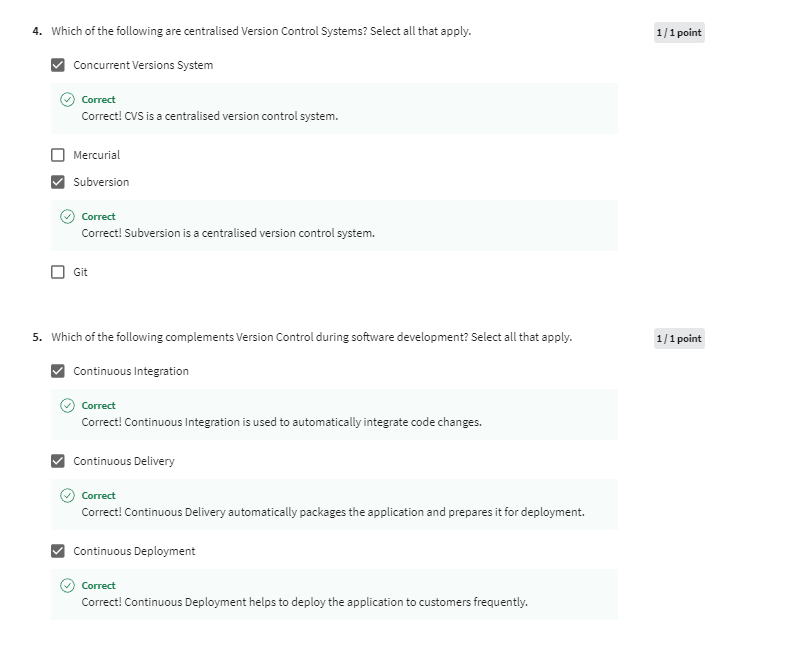 4. Which of the following are centralised Version Control Systems? Select all that apply.
1 / 1 point
Concurrent Versions System
Correct
Correct! CVS is a centralised version control system.
Mercurial
Subversion
Correct
Correct! Subversion is a centralised version control system.
Git
5. Which of the following complements Version Control during software development? Select all that apply.
1 / 1 point
Continuous Integration
Correct
Correct! Continuous Integration is used to automatically integrate code changes.
Continuous Delivery
Correct
Correct! Continuous Delivery automatically packages the application and prepares it for deployment.
Continuous Deployment
Correct
Correct! Continuous Deployment helps to deploy the application to customers frequently.